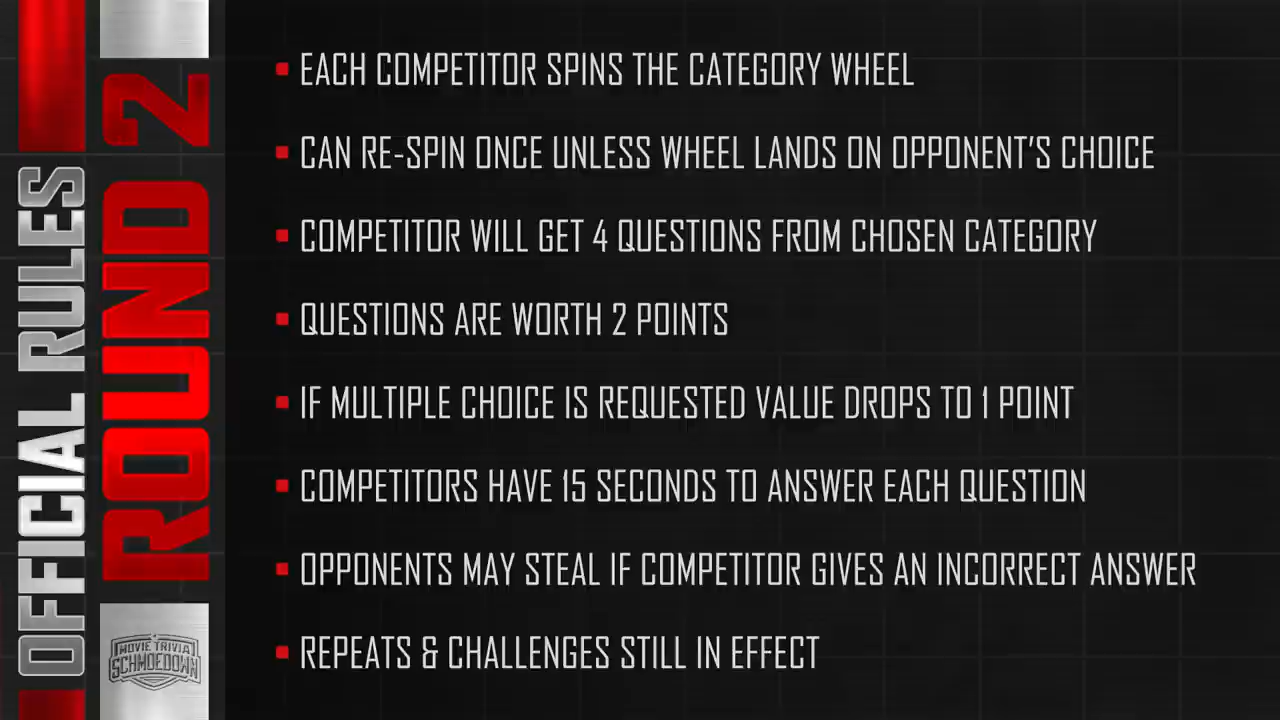 OFFICIAL RULES
ROUND 2
EACH COMPETITOR SPINS THE CATEGORY WHEEL
CAN RE-SPIN ONCE UNLESS WHEEL LANDS ON OPPONENT'S CHOICE
COMPETITOR WILL GET 4 QUESTIONS FROM CHOSEN CATEGORY
QUESTIONS ARE WORTH 2 POINTS
IF MULTIPLE CHOICE IS REQUESTED VALUE DROPS TO 1 POINT
COMPETITORS HAVE 15 SECONDS TO ANSWER EACH QUESTION
OPPONENTS MAY STEAL IF COMPETITOR GIVES AN INCORRECT ANSWER
REPEATS & CHALLENGES STILL IN EFFECT
MOVIE TRIVIA
SCHMOEDOWN